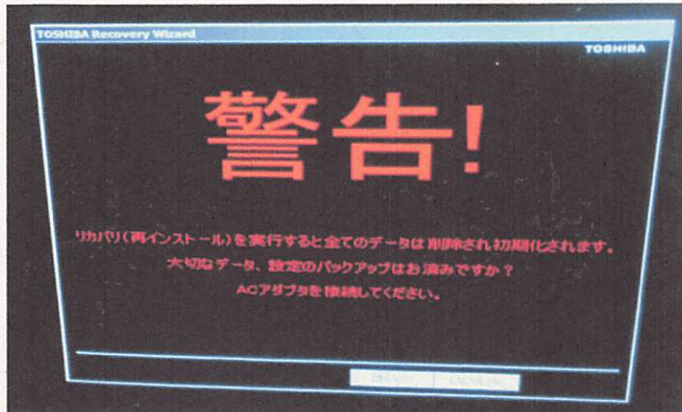 TOSHIBA Recovery Wizard
TOSHIBA
警告!
リカバリ(再インストール)を実行すると全てのデータは削除され初期化されます。
大切なデータ、設定のバックアップはお済みですか?
ACアダプタを接続してください。